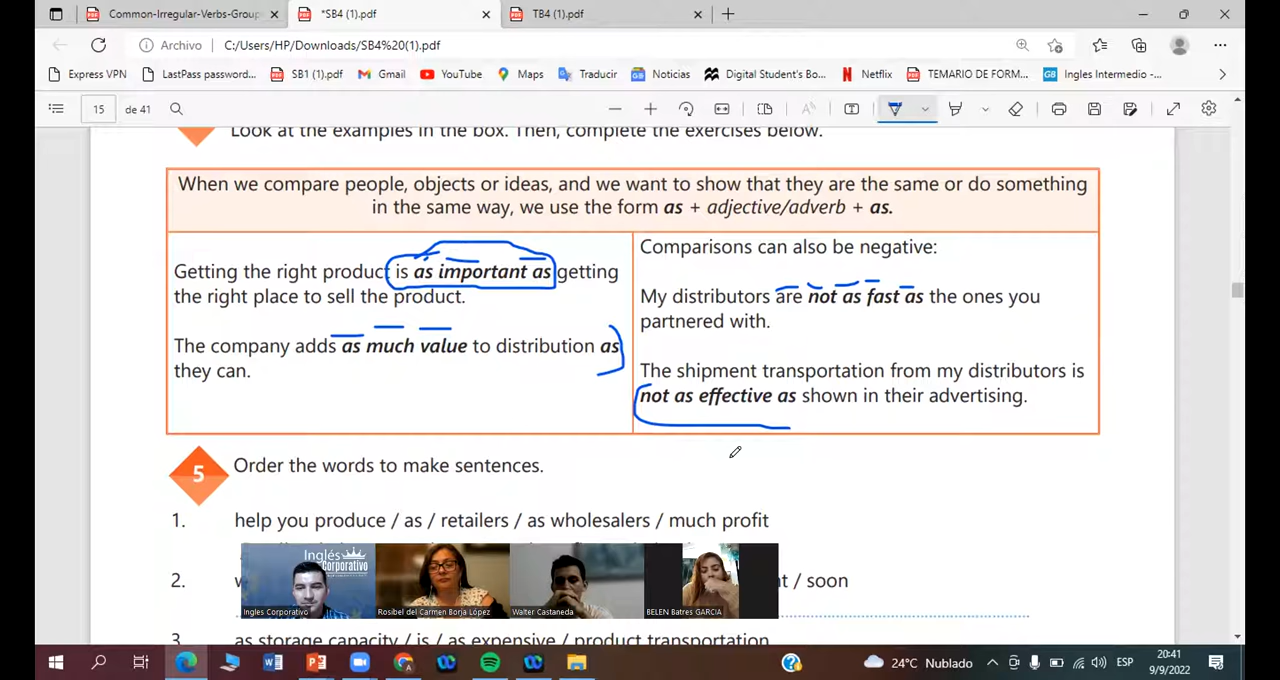 Common-Irregular-Verbs-Group
*SB4 (1).pdf
TB4 (1).pdf
Archivo
C:/Users/HP/Downloads/SB4%20(1).pdf
Express VPN
LastPass password...
SB1 (1).pdf
Gmail
YouTube
Maps
Traducir
Noticias
Digital Student's Bo...
Netflix
TEMARIO DE FORM...
Ingles Intermedio -...
15
de 41
Look at the examples in the box. Then, complete the exercises below.
When we compare people, objects or ideas, and we want to show that they are the same or do something
in the same way, we use the form as + adjective/adverb + as.
Getting the right product is as important as getting
the right place to sell the product.
The company adds as much value to distribution as
they can.
Comparisons can also be negative:
My distributors are not as fast as the ones you
partnered with.
The shipment transportation from my distributors is
not as effective as shown in their advertising.
5
Order the words to make sentences.
1. help you produce / as / retailers / as wholesalers / much profit
2.
/ soon
3. as storage capacity / is / as expensive / product transportation
Inglés
Corporativo
Ingles Corporativo
Rosibel del Carmen Borja López
Walter Castaneda
BELEN Batres GARCIA
24°C Nublado
ESP
20:41
9/9/2022